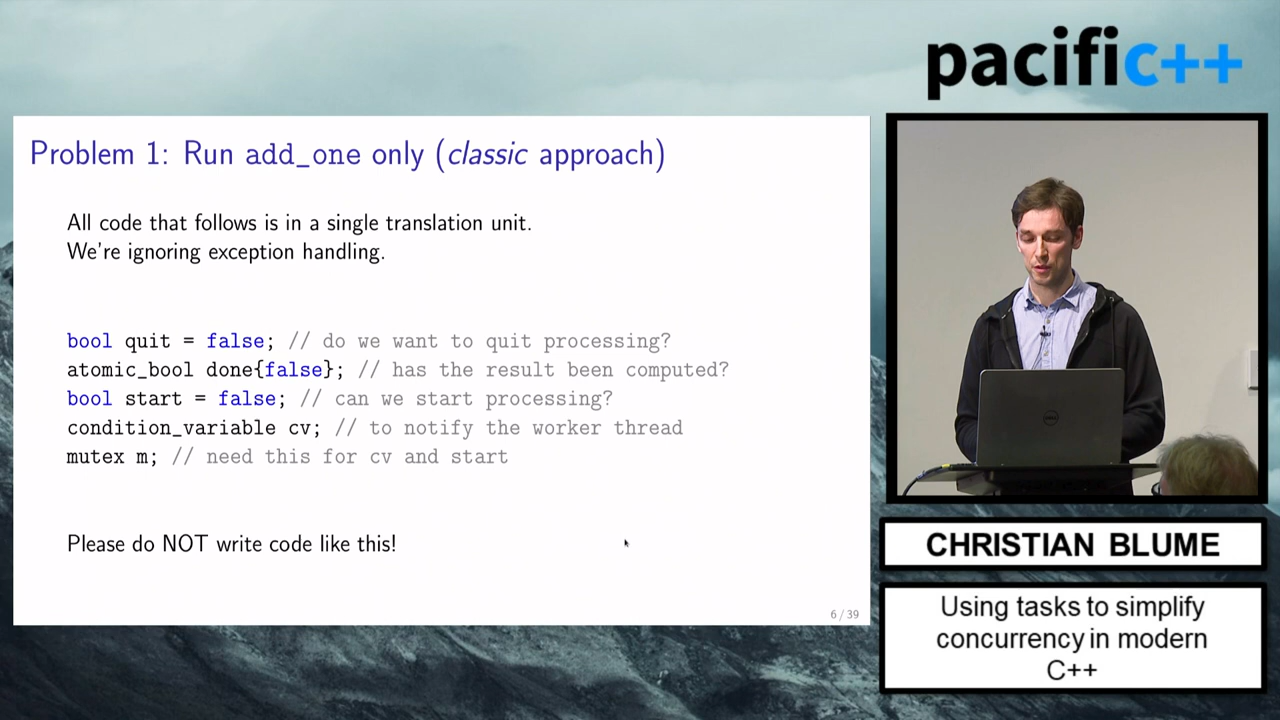 pacific++
Problem 1: Run add_one only (classic approach)
All code that follows is in a single translation unit.
We're ignoring exception handling.
bool quit = false; // do we want to quit processing?
atomic_bool done{false}; // has the result been computed?
bool start = false; // can we start processing?
condition_variable cv; // to notify the worker thread
mutex m; // need this for cv and start
Please do NOT write code like this!
6 / 39
CHRISTIAN BLUME
Using tasks to simplify
concurrency in modern
C++